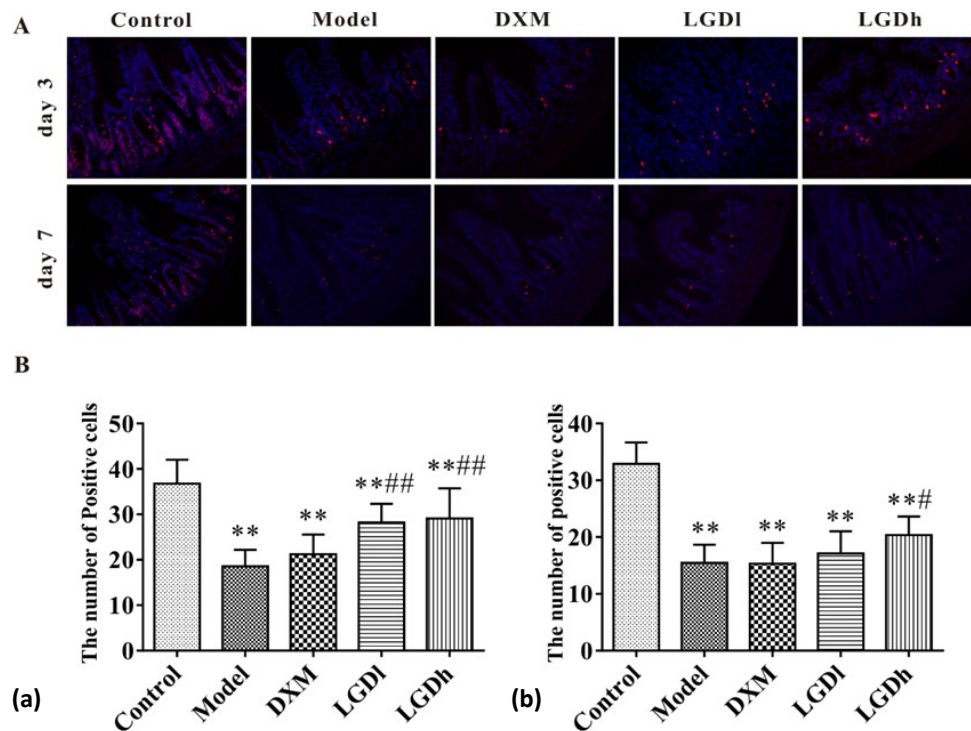 A
Control Model DXM LGDl LGDh
day 3
day 7
B
The number of Positive cells
50
40
30
20
10
0
** ** **## **##
Control Model DXM LGDl LGDh
(a)
The number of positive cells
40
30
20
10
0
** ** ** **#
Control Model DXM LGDl LGDh
(b)